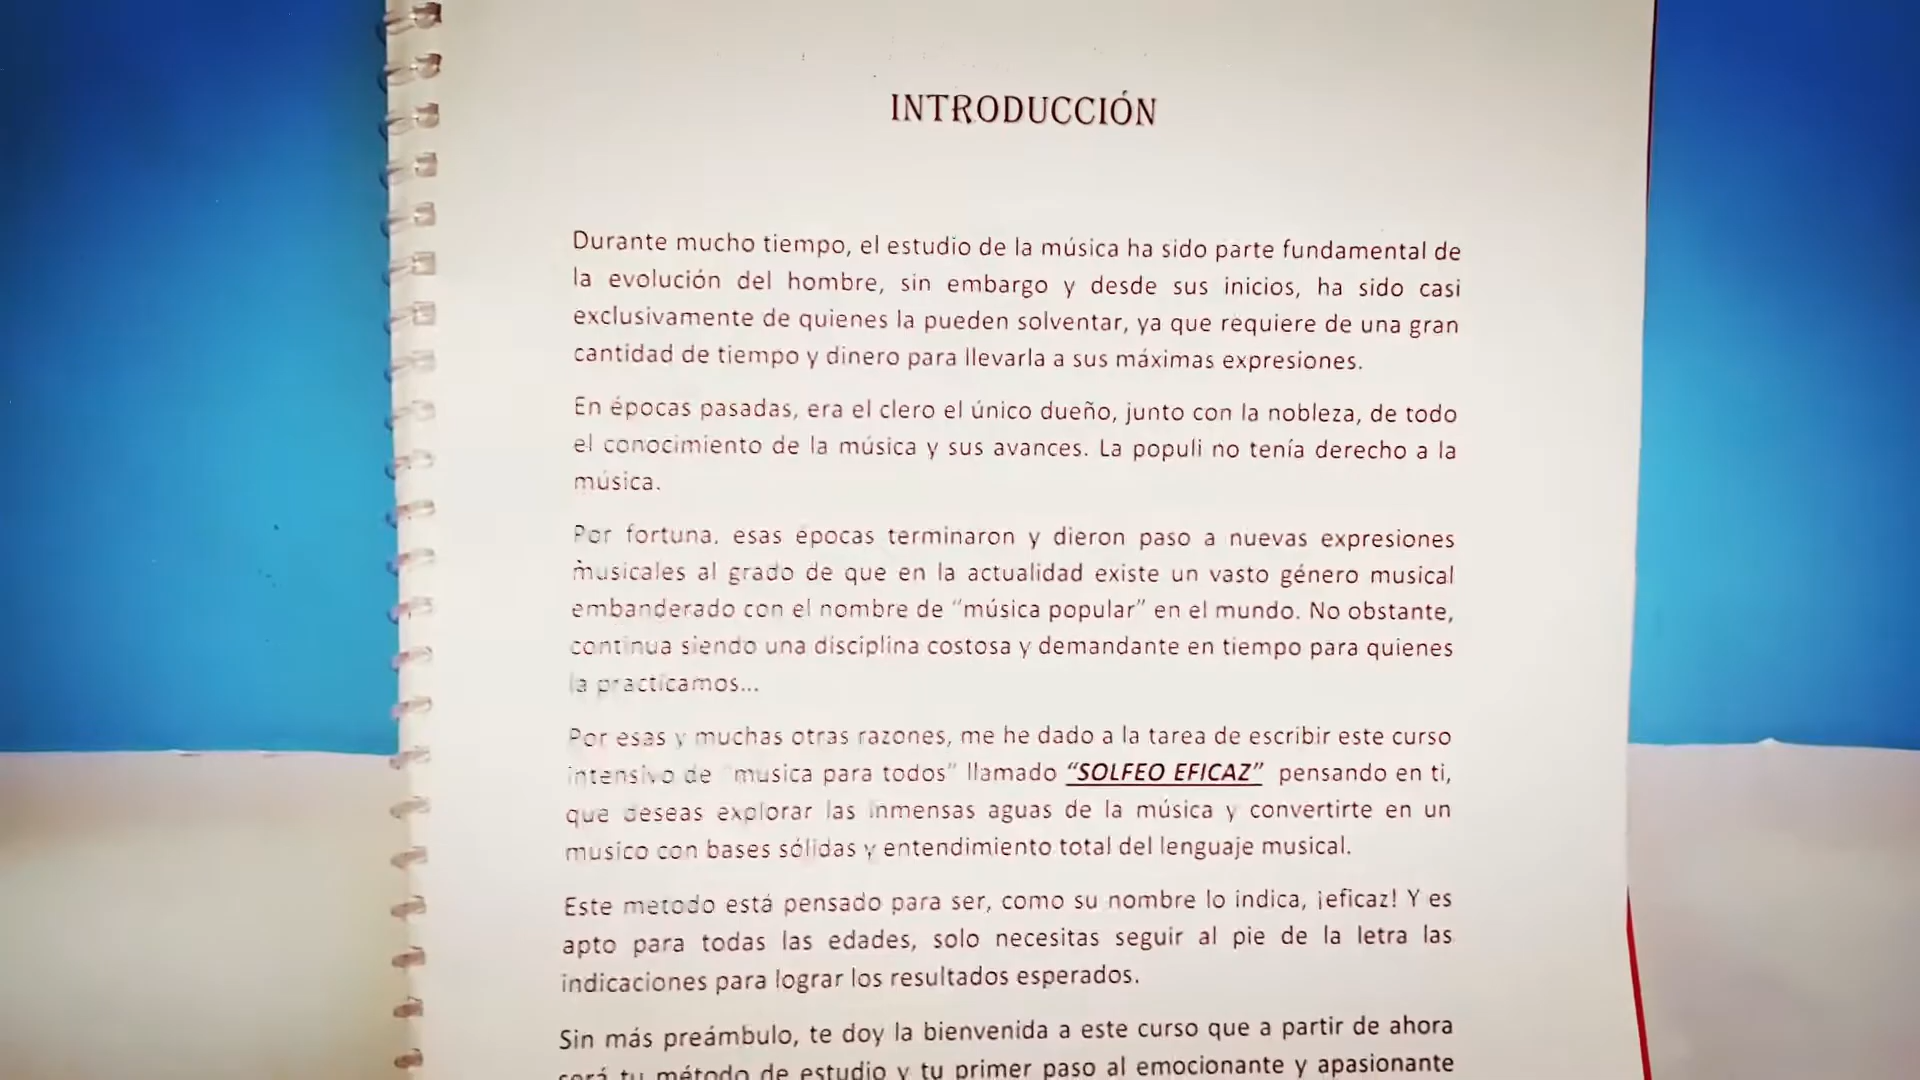 INTRODUCCIÓN
Durante mucho tiempo, el estudio de la música ha sido parte fundamental de
la evolución del hombre, sin embargo y desde sus inicios, ha sido casi
exclusivamente de quienes la pueden solventar, ya que requiere de una gran
cantidad de tiempo y dinero para llevarla a sus máximas expresiones.
En épocas pasadas, era el clero el único dueño, junto con la nobleza, de todo
el conocimiento de la música y sus avances. La populi no tenía derecho a la
música.
Por fortuna, esas épocas terminaron y dieron paso a nuevas expresiones
musicales al grado de que en la actualidad existe un vasto género musical
embanderado con el nombre de "música popular" en el mundo. No obstante,
continua siendo una disciplina costosa y demandante en tiempo para quienes
la practicamos...
Por esas y muchas otras razones, me he dado a la tarea de escribir este curso
intensivo de "musica para todos" llamado "SOLFEO EFICAZ" pensando en ti,
que deseas explorar las inmensas aguas de la música y convertirte en un
musico con bases sólidas y entendimiento total del lenguaje musical.
Este metodo está pensado para ser, como su nombre lo indica, ¡eficaz! Y es
apto para todas las edades, solo necesitas seguir al pie de la letra las
indicaciones para lograr los resultados esperados.
Sin más preámbulo, te doy la bienvenida a este curso que a partir de ahora
será tu método de estudio y tu primer paso al emocionante y apasionante